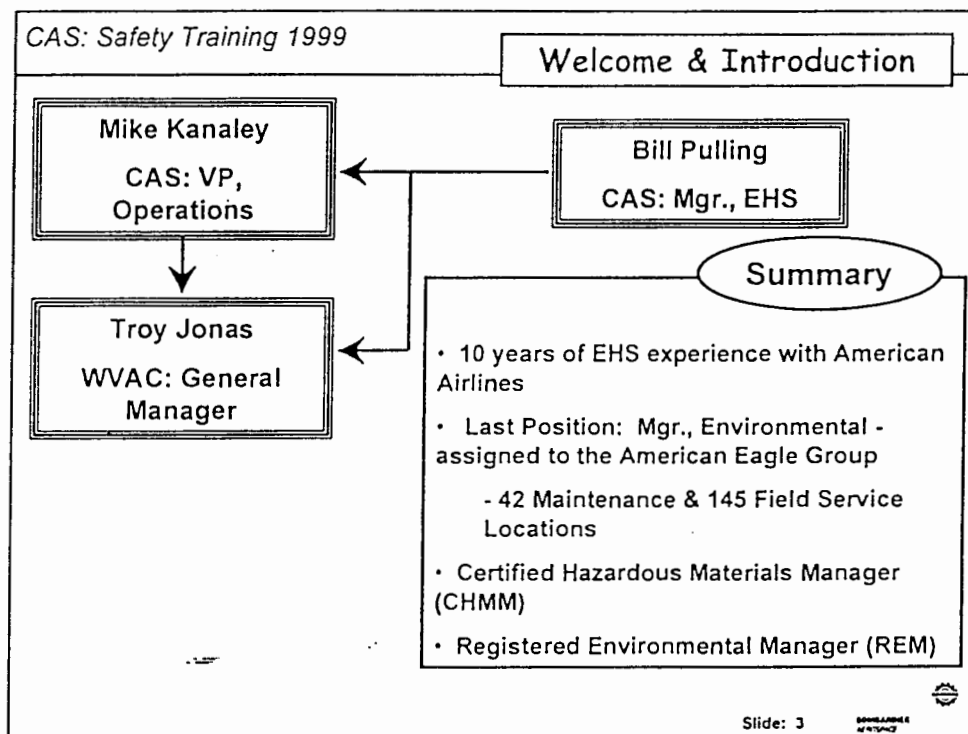 CAS: Safety Training 1999
Welcome & Introduction
Mike Kanaley
CAS: VP,
Operations
Bill Pulling
CAS: Mgr., EHS
Troy Jonas
WVAC: General
Manager
Summary
• 10 years of EHS experience with American
Airlines
• Last Position: Mgr., Environmental -
assigned to the American Eagle Group
- 42 Maintenance & 145 Field Service
Locations
• Certified Hazardous Materials Manager
(CHMM)
• Registered Environmental Manager (REM)
Slide: 3
BOMBARDIER
AEROSPACE